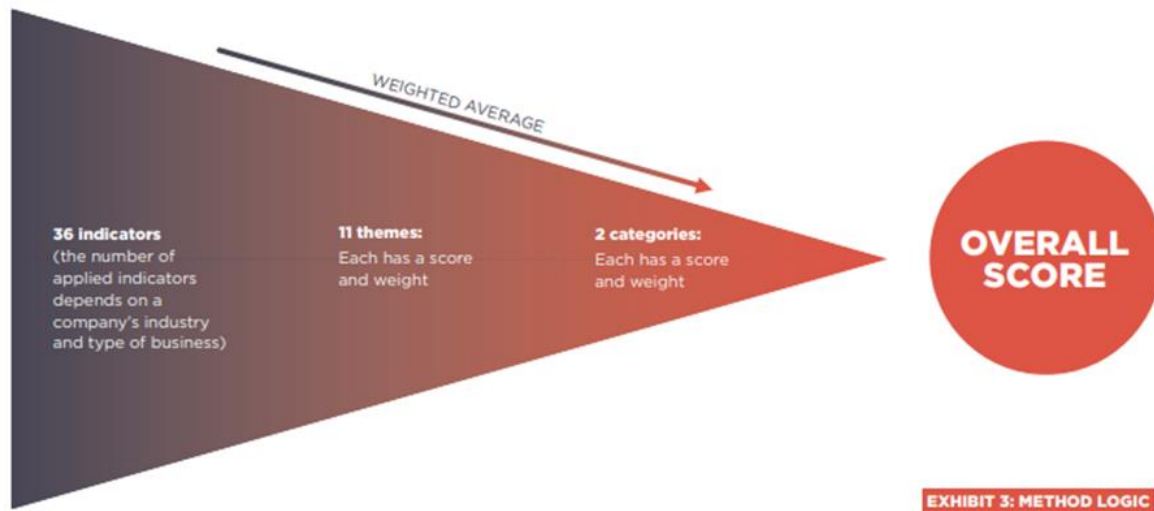 WEIGHTED AVERAGE
36 indicators
(the number of
applied indicators
depends on a
company's industry
and type of business)
11 themes:
Each has a score
and weight
2 categories:
Each has a score
and weight
OVERALL
SCORE
EXHIBIT 3: METHOD LOGIC